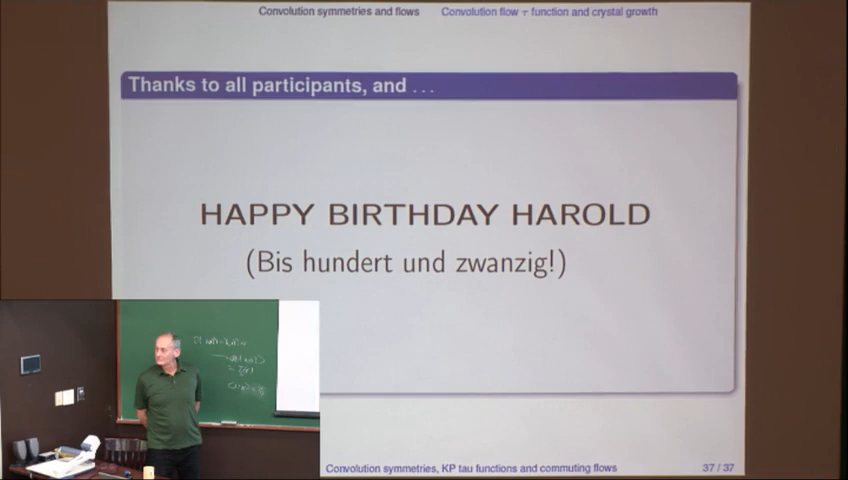 Convolution symmetries and flows Convolution flow τ function and crystal growth
Thanks to all participants, and ...
HAPPY BIRTHDAY HAROLD
(Bis hundert und zwanzig!)
Convolution symmetries, KP tau functions and commuting flows 37 / 37